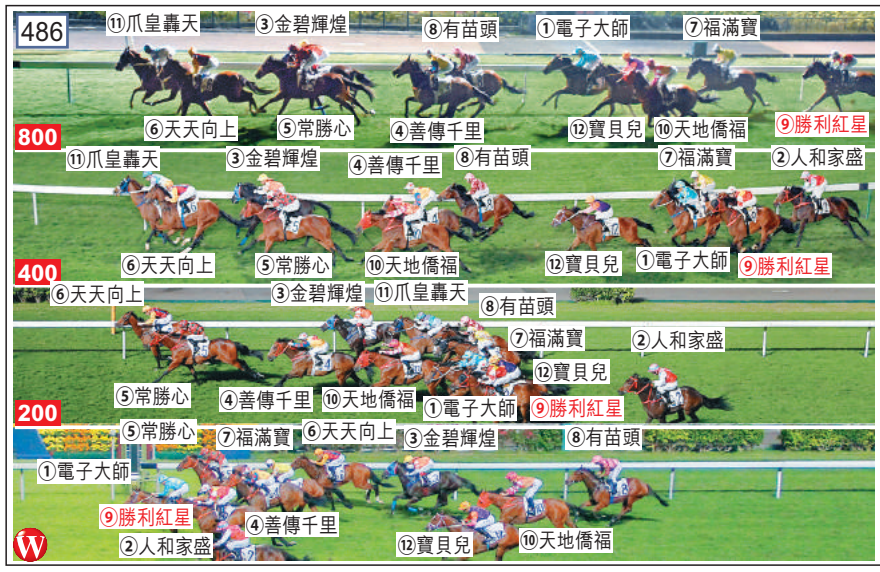 486
⑪爪皇轟天 ③金碧輝煌 ⑧有苗頭 ①電子大師 ⑦福滿寶
⑥天天向上 ⑤常勝心 ④善傳千里 ⑫寶貝兒 ⑩天地僑福 ⑨勝利紅星
800
⑪爪皇轟天 ③金碧輝煌 ④善傳千里 ⑧有苗頭 ⑦福滿寶 ②人和家盛
⑥天天向上 ⑤常勝心 ⑩天地僑福 ⑫寶貝兒 ①電子大師 ⑨勝利紅星
400
⑥天天向上 ③金碧輝煌 ⑪爪皇轟天 ⑧有苗頭
⑦福滿寶 ②人和家盛
⑫寶貝兒
⑤常勝心 ④善傳千里 ⑩天地僑福 ①電子大師 ⑨勝利紅星
200
⑤常勝心 ⑦福滿寶 ⑥天天向上 ③金碧輝煌 ⑧有苗頭
①電子大師
⑨勝利紅星 ④善傳千里
②人和家盛 ⑫寶貝兒 ⑩天地僑福
W